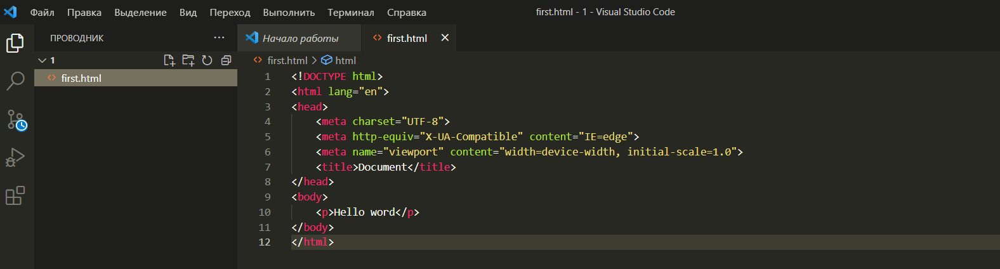 Файл Правка Выделение Вид Переход Выполнить Терминал Справка first.html - 1 - Visual Studio Code
ПРОВОДНИК
1
first.html
Начало работы first.html
first.html > html
1 <!DOCTYPE html>
2 <html lang="en">
3 <head>
4 <meta charset="UTF-8">
5 <meta http-equiv="X-UA-Compatible" content="IE=edge">
6 <meta name="viewport" content="width=device-width, initial-scale=1.0">
7 <title>Document</title>
8 </head>
9 <body>
10 <p>Hello word</p>
11 </body>
12 </html>